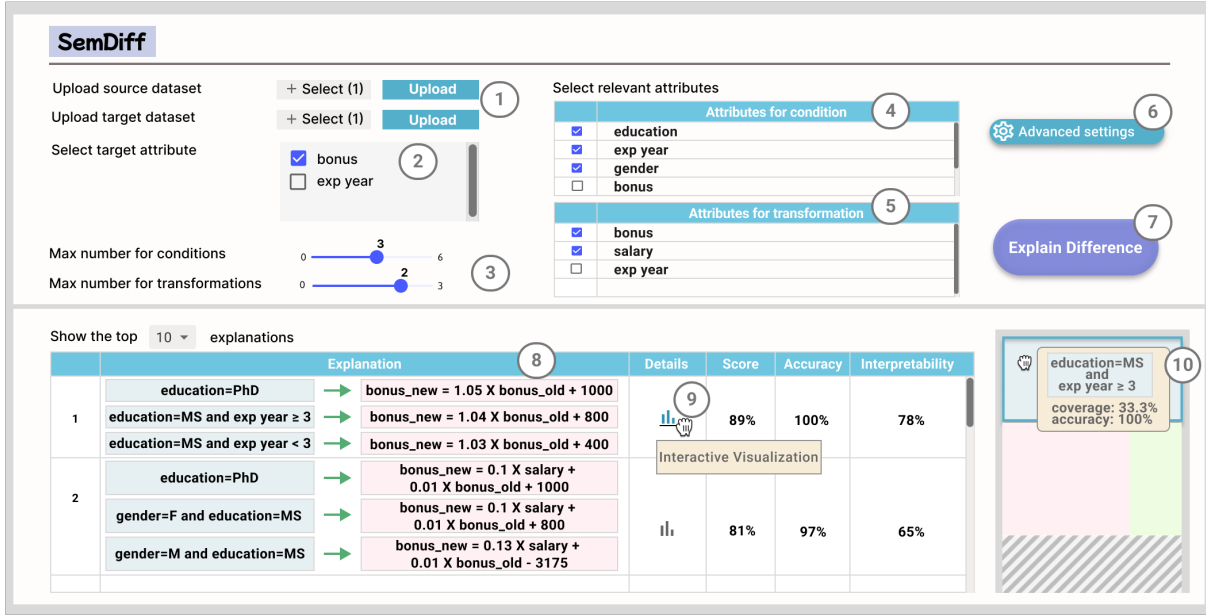 SemDiff
Upload source dataset
+ Select (1)
Upload
1
Upload target dataset
+ Select (1)
Upload
Select target attribute
bonus
exp year
2
Max number for conditions
0
3
6
Max number for transformations
0
2
3
3
Select relevant attributes
Attributes for condition
4
education
exp year
gender
bonus
Attributes for transformation
5
bonus
salary
exp year
6
Advanced settings
7
Explain Difference
Show the top
10
explanations
Explanation
8
Details
Score
Accuracy
Interpretability
1
education=PhD
bonus_new = 1.05 X bonus_old + 1000
education=MS and exp year ≥ 3
bonus_new = 1.04 X bonus_old + 800
education=MS and exp year < 3
bonus_new = 1.03 X bonus_old + 400
9
Interactive Visualization
89%
100%
78%
2
education=PhD
bonus_new = 0.1 X salary +
0.01 X bonus_old + 1000
gender=F and education=MS
bonus_new = 0.1 X salary +
0.01 X bonus_old + 800
gender=M and education=MS
bonus_new = 0.13 X salary +
0.01 X bonus_old - 3175
81%
97%
65%
10
education=MS
and
exp year ≥ 3
coverage: 33.3%
accuracy: 100%